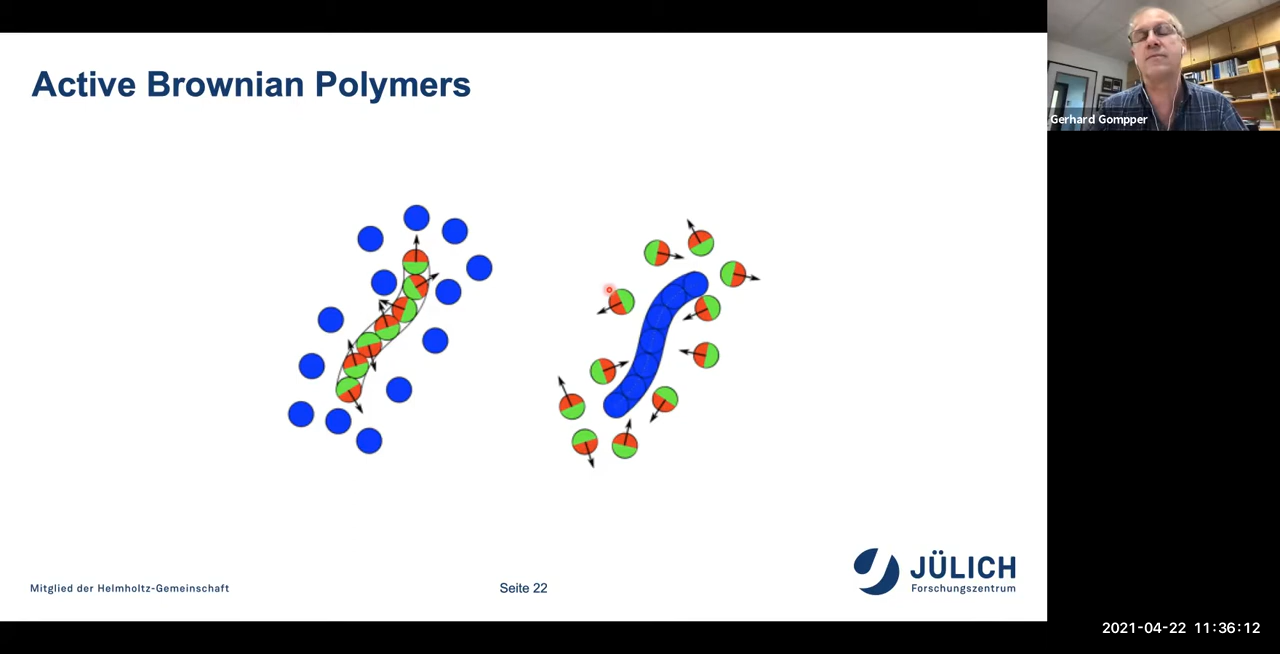 Active Brownian Polymers
Gerhard Gompper
Mitglied der Helmholtz-Gemeinschaft
Seite 22
JÜLICH
Forschungszentrum
2021-04-22 11:36:12